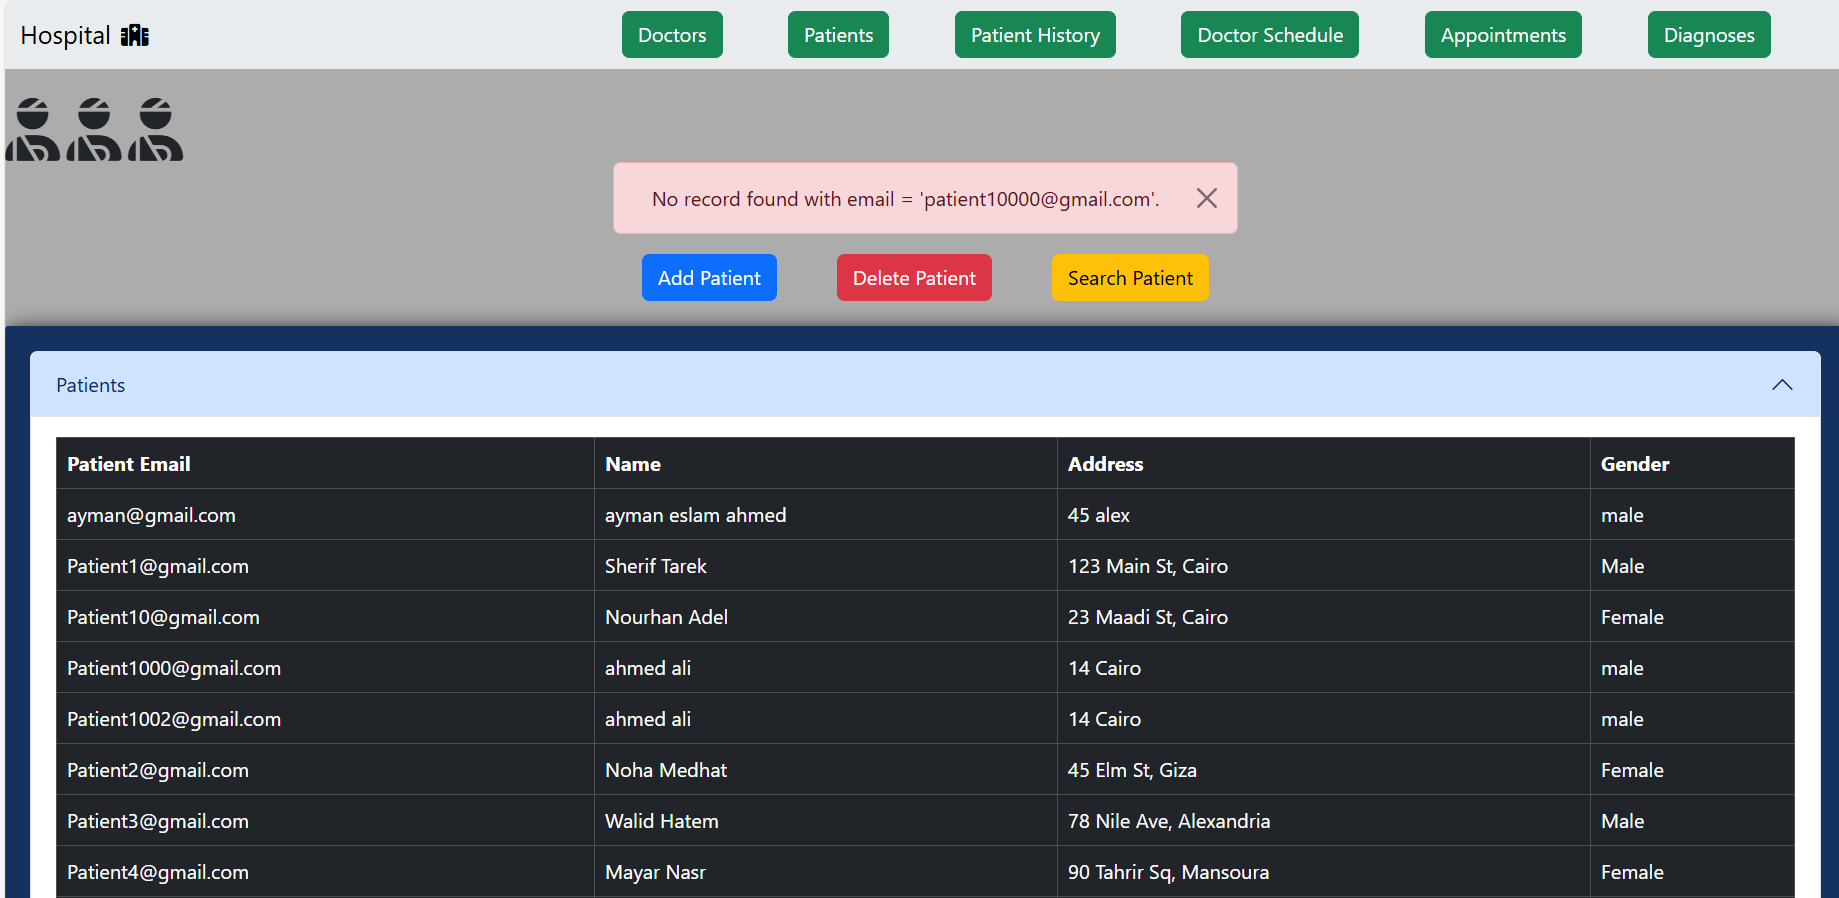 Hospital Doctors Patients Patient History Doctor Schedule Appointments Diagnoses
No record found with email = 'patient10000@gmail.com'.
Add Patient Delete Patient Search Patient
Patients
Patient Email Name Address Gender
ayman@gmail.com ayman eslam ahmed 45 alex male
Patient1@gmail.com Sherif Tarek 123 Main St, Cairo Male
Patient10@gmail.com Nourhan Adel 23 Maadi St, Cairo Female
Patient1000@gmail.com ahmed ali 14 Cairo male
Patient1002@gmail.com ahmed ali 14 Cairo male
Patient2@gmail.com Noha Medhat 45 Elm St, Giza Female
Patient3@gmail.com Walid Hatem 78 Nile Ave, Alexandria Male
Patient4@gmail.com Mayar Nasr 90 Tahrir Sq, Mansoura Female